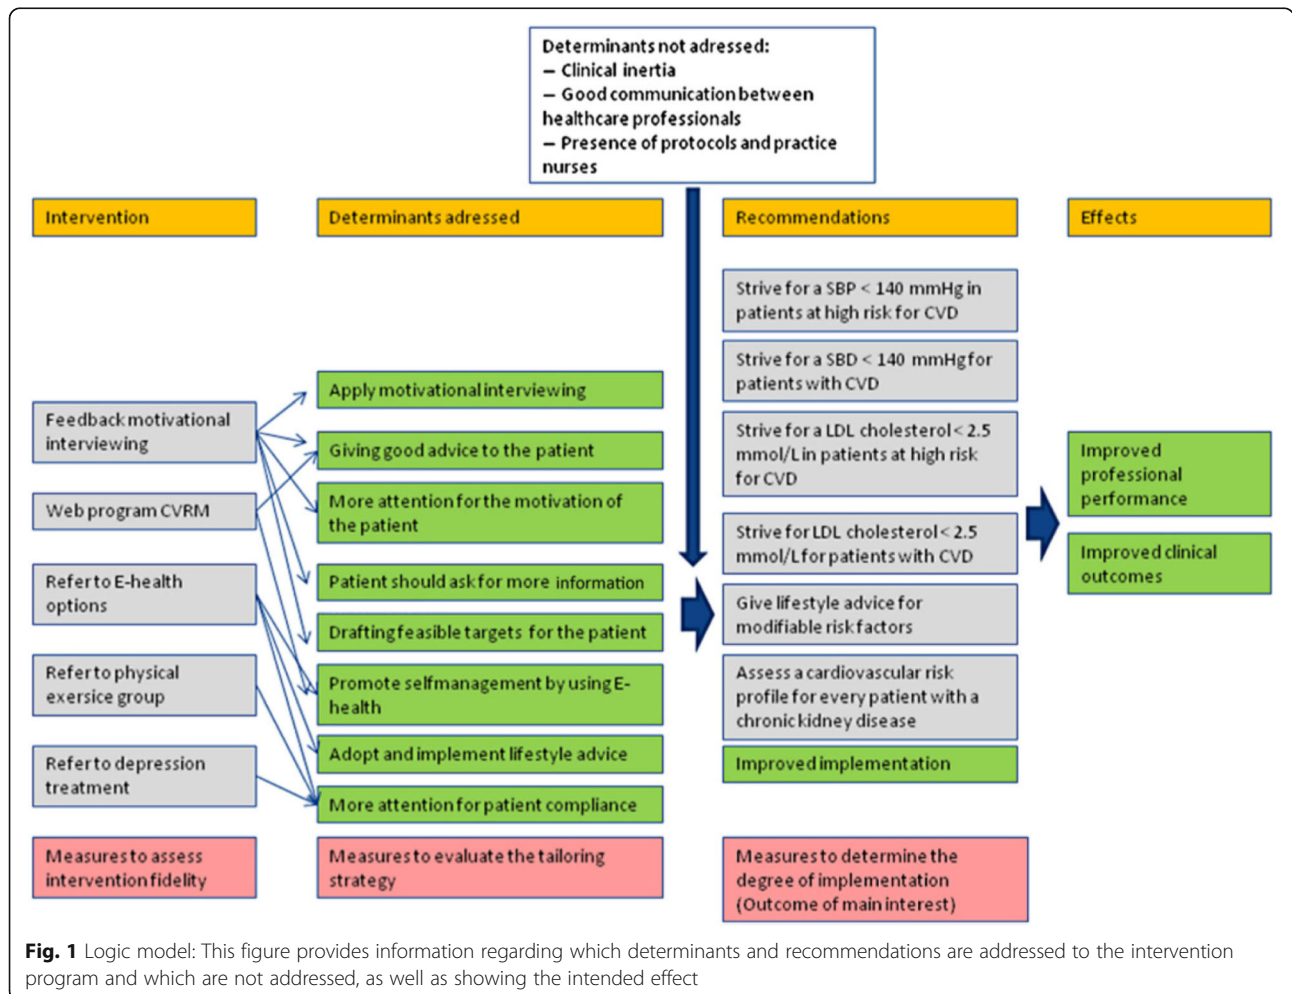 Determinants not adressed:
– Clinical inertia
– Good communication between
healthcare professionals
– Presence of protocols and practice
nurses
Intervention
Determinants adressed
Recommendations
Effects
Feedback motivational
interviewing
Web program CVRM
Refer to E-health
options
Refer to physical
exersice group
Refer to depression
treatment
Measures to assess
intervention fidelity
Apply motivational interviewing
Giving good advice to the patient
More attention for the motivation of
the patient
Patient should ask for more information
Drafting feasible targets for the patient
Promote selfmanagement by using E-
health
Adopt and implement lifestyle advice
More attention for patient compliance
Measures to evaluate the tailoring
strategy
Strive for a SBP < 140 mmHg in
patients at high risk for CVD
Strive for a SBD < 140 mmHg for
patients with CVD
Strive for a LDL cholesterol < 2.5
mmol/L in patients at high risk
for CVD
Strive for LDL cholesterol < 2.5
mmol/L for patients with CVD
Give lifestyle advice for
modifiable risk factors
Assess a cardiovascular risk
profile for every patient with a
chronic kidney disease
Improved implementation
Measures to determine the
degree of implementation
(Outcome of main interest)
Improved
professional
performance
Improved clinical
outcomes
Fig. 1 Logic model: This figure provides information regarding which determinants and recommendations are addressed to the intervention
program and which are not addressed, as well as showing the intended effect